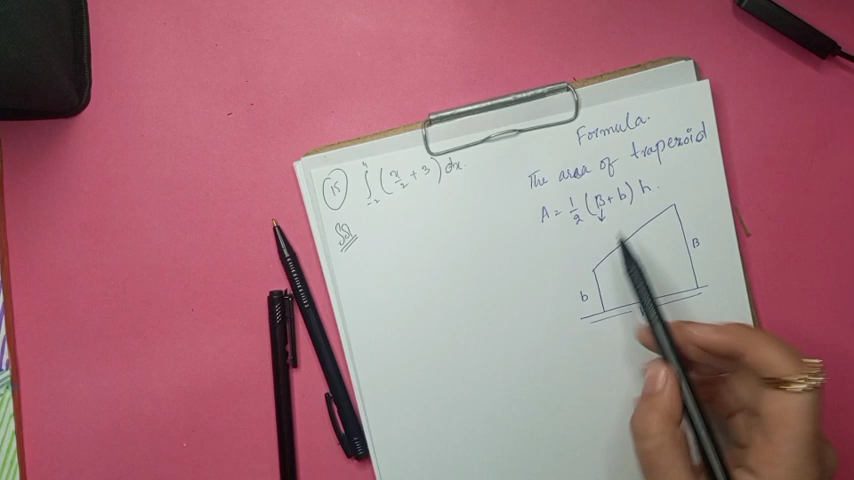 15 ∫₋₂⁴ (x/2 + 3) dx.
Sol
Formula.
The area of trapezoid
A = 1/2 (B + b) h.
B
b